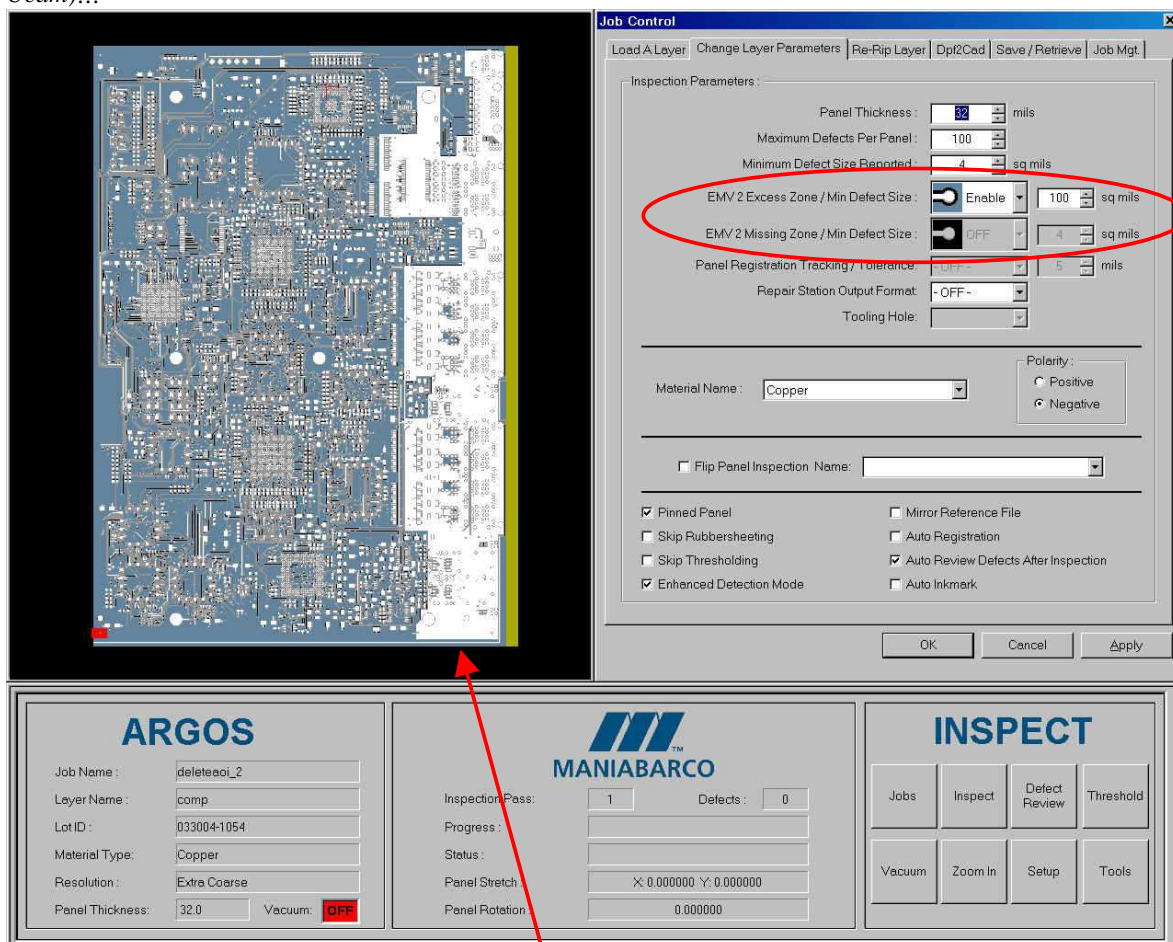 Ucam)...
Job Control
Load A Layer Change Layer Parameters Re-Rip Layer Dpf2Cad Save / Retrieve Job Mgt.
Inspection Parameters :
Panel Thickness : 32 mils
Maximum Defects Per Panel : 100
Minimum Defect Size Reported : 4 sq mils
EMV 2 Excess Zone / Min Defect Size : Enable 100 sq mils
EMV 2 Missing Zone / Min Defect Size : OFF 4 sq mils
Panel Registration Tracking / Tolerance: - OFF - 5 mils
Repair Station Output Format: - OFF -
Tooling Hole:
Material Name : Copper
Polarity :
Positive
Negative
Flip Panel Inspection Name:
Pinned Panel Mirror Reference File
Skip Rubbersheeting Auto Registration
Skip Thresholding Auto Review Defects After Inspection
Enhanced Detection Mode Auto Inkmark
OK Cancel Apply
ARGOS
Job Name : deleteaoi_2
Layer Name : comp
Lot ID : 033004-1054
Material Type: Copper
Resolution : Extra Coarse
Panel Thickness: 32.0 Vacuum: OFF
TM
MANIABARCO
Inspection Pass: 1 Defects : 0
Progress :
Status :
Panel Stretch : X: 0.000000 Y: 0.000000
Panel Rotation : 0.000000
INSPECT
Jobs Inspect Defect Review Threshold
Vacuum Zoom In Setup Tools